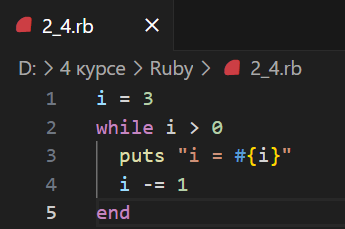 2_4.rb ×
D: > 4 курсе > Ruby > 2_4.rb
1 i = 3
2 while i > 0
3   puts "i = #{i}"
4   i -= 1
5 end